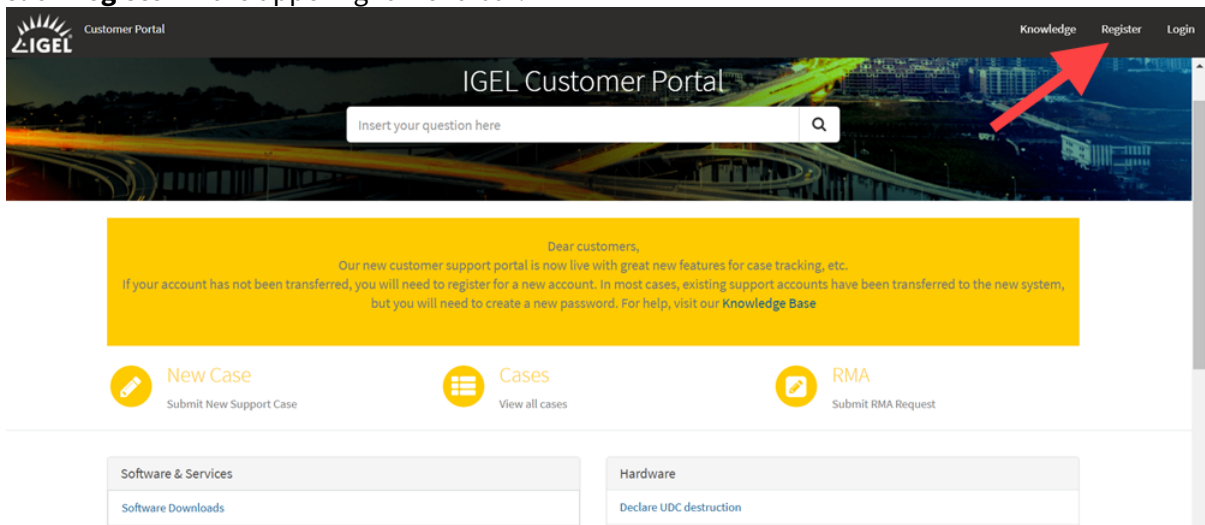 IGEL
Customer Portal
Knowledge Register Login
IGEL Customer Portal
Insert your question here
Dear customers,
Our new customer support portal is now live with great new features for case tracking, etc.
If your account has not been transferred, you will need to register for a new account. In most cases, existing support accounts have been transferred to the new system,
but you will need to create a new password. For help, visit our Knowledge Base
New Case
Submit New Support Case
Cases
View all cases
RMA
Submit RMA Request
Software & Services
Software Downloads
Hardware
Declare UDC destruction